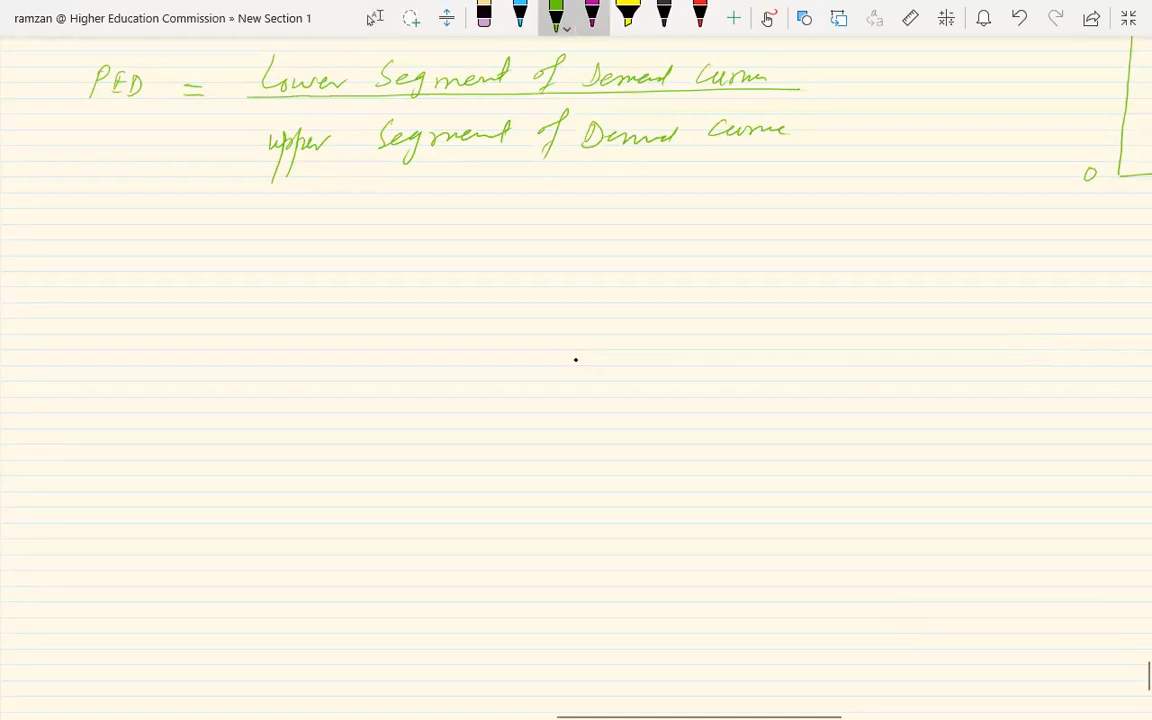 ramzan @ Higher Education Commission » New Section 1
PED = Lower Segment of Demand Curve
upper Segment of Demand Curve
0